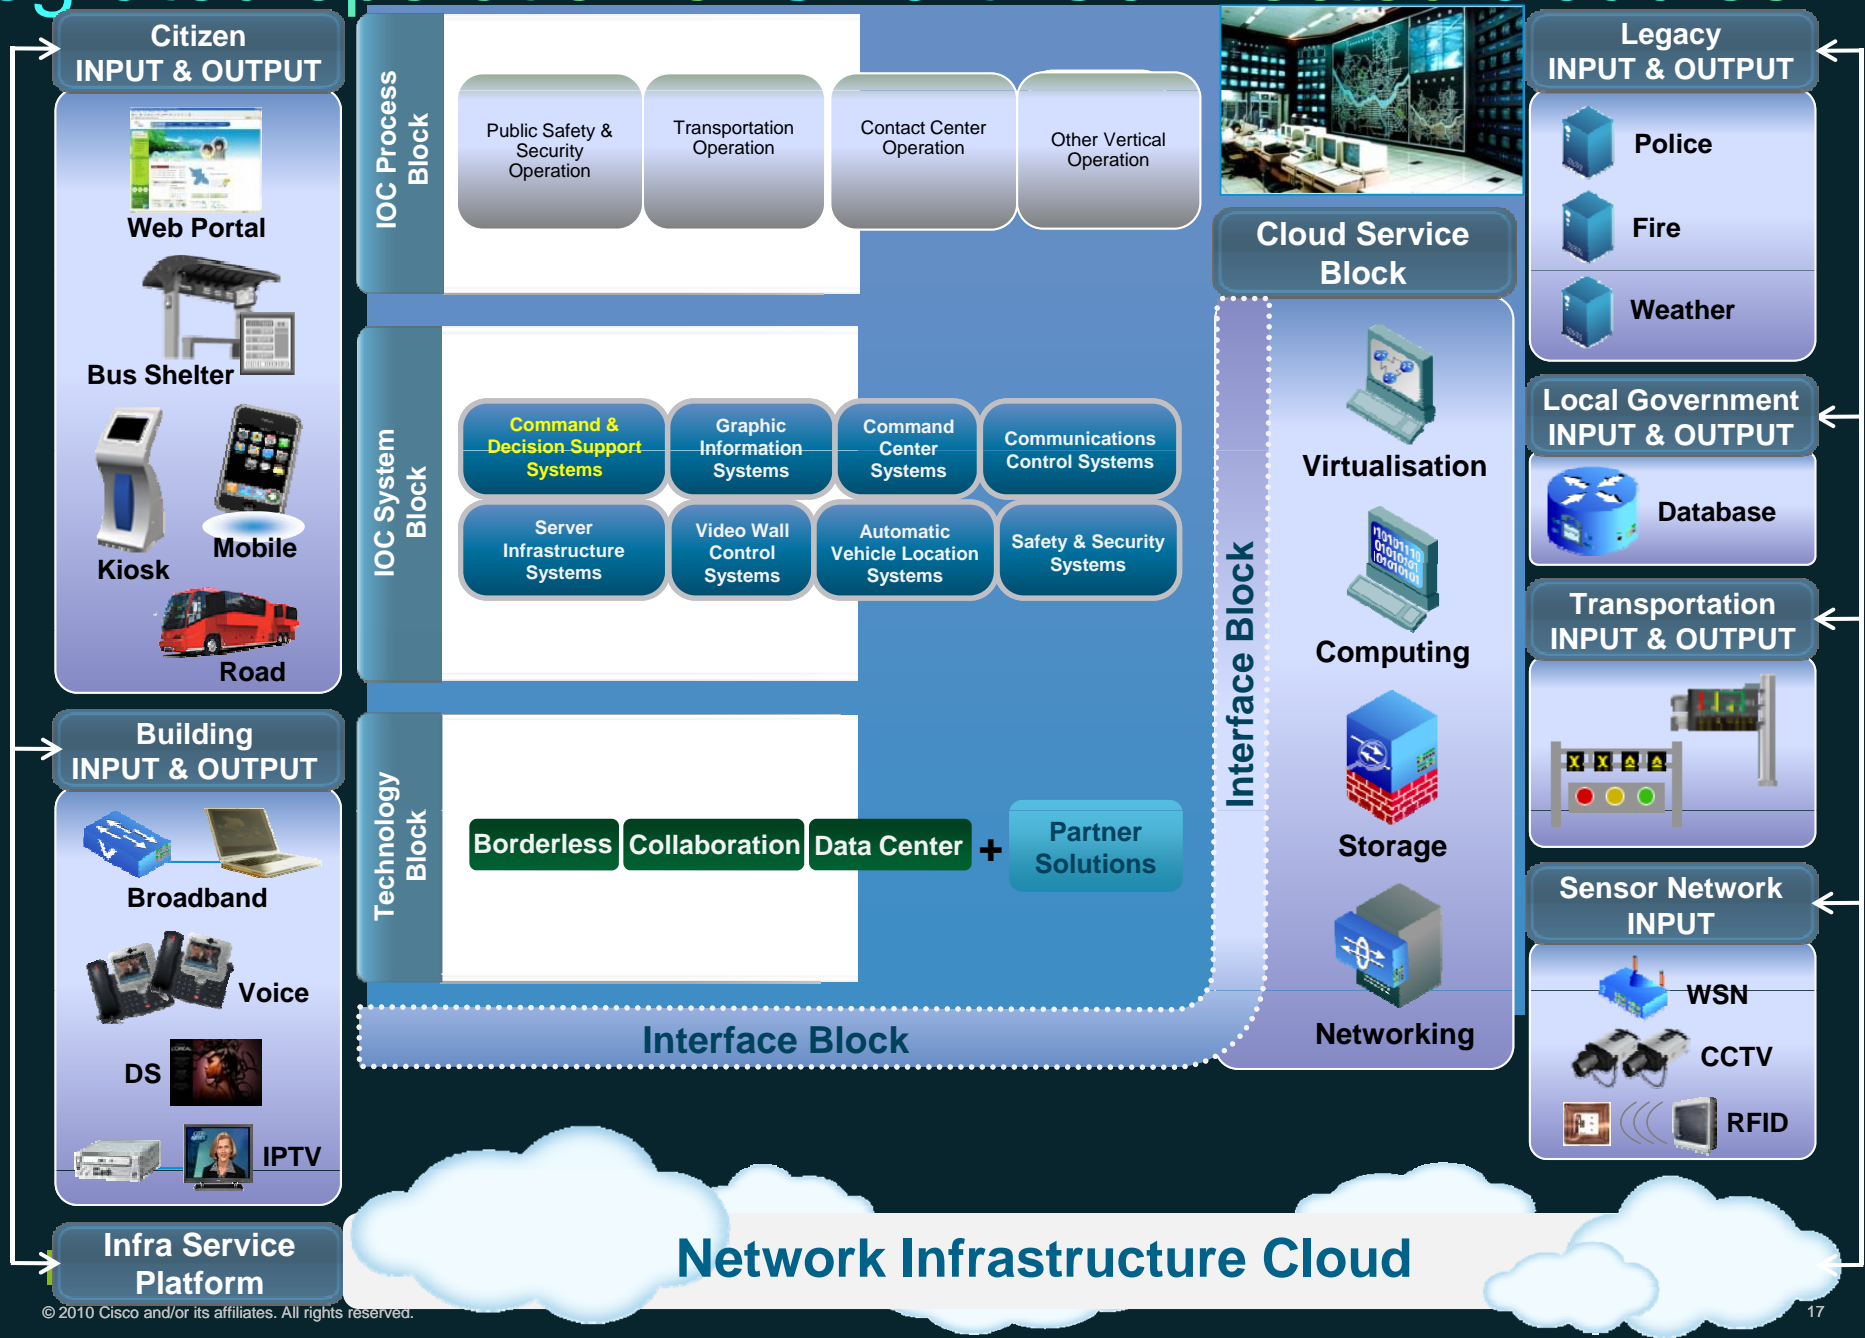 Citizen
INPUT & OUTPUT
Web Portal
Bus Shelter
Kiosk
Mobile
Road
Building
INPUT & OUTPUT
Broadband
Voice
DS
IPTV
Infra Service
Platform
IOC Process
Block
Public Safety &
Security
Operation
Transportation
Operation
Contact Center
Operation
Other Vertical
Operation
IOC System
Block
Command &
Decision Support
Systems
Graphic
Information
Systems
Command
Center
Systems
Communications
Control Systems
Server
Infrastructure
Systems
Video Wall
Control
Systems
Automatic
Vehicle Location
Systems
Safety & Security
Systems
Technology
Block
Borderless
Collaboration
Data Center
+
Partner
Solutions
Interface Block
Interface Block
Cloud Service
Block
Virtualisation
Computing
Storage
Networking
Legacy
INPUT & OUTPUT
Police
Fire
Weather
Local Government
INPUT & OUTPUT
Database
Transportation
INPUT & OUTPUT
Sensor Network
INPUT
WSN
CCTV
RFID
Network Infrastructure Cloud
© 2010 Cisco and/or its affiliates. All rights reserved.
17